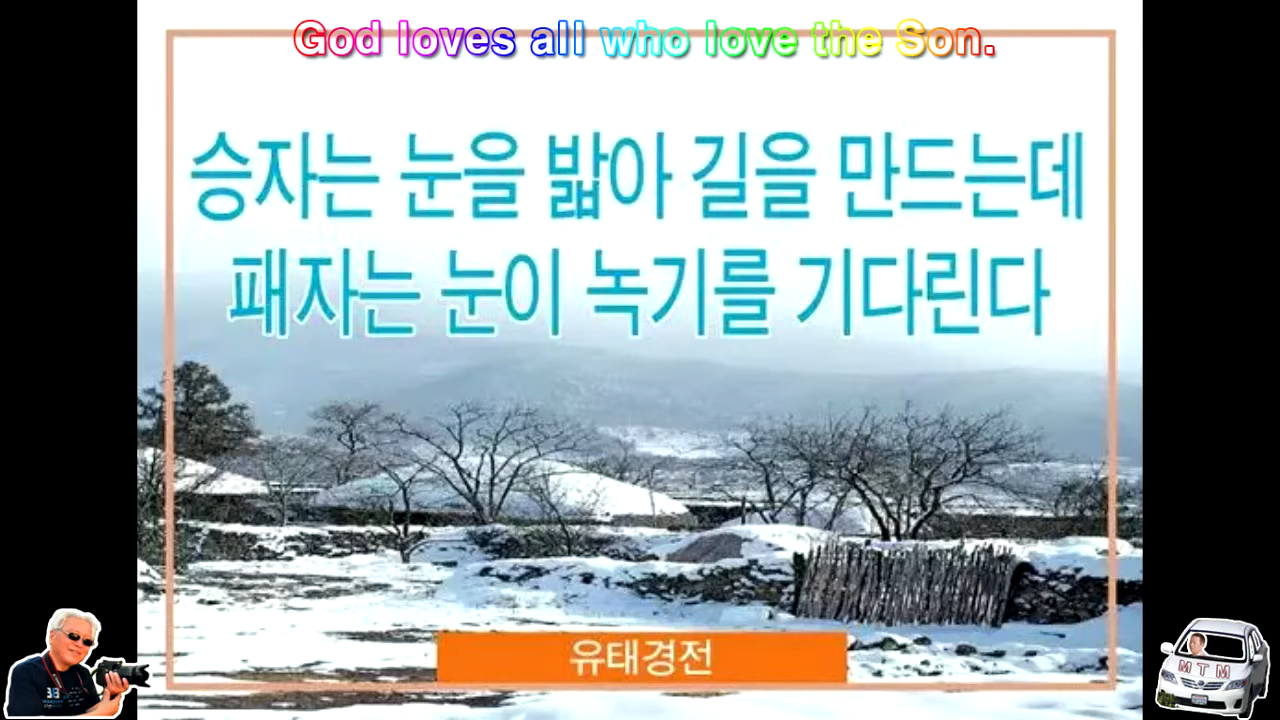 God loves all who love the Son.
승자는 눈을 밟아 길을 만드는데
패자는 눈이 녹기를 기다린다
유태경전
MTM